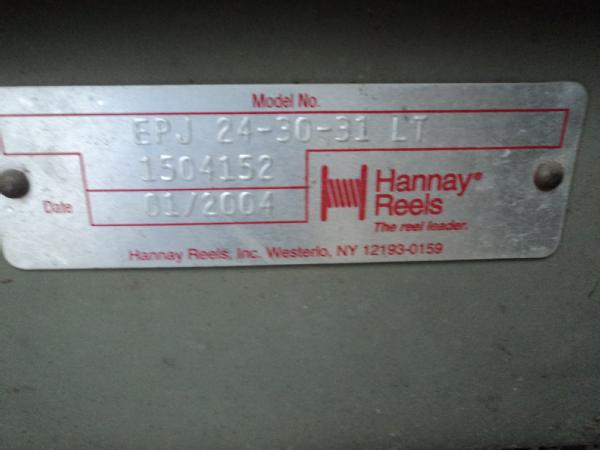 Model No.
EPJ 24-30-31 LT
1504152
Date 01/2004
Hannay®
Reels
The reel leader.
Hannay Reels, Inc. Westerlo, NY 12193-0159